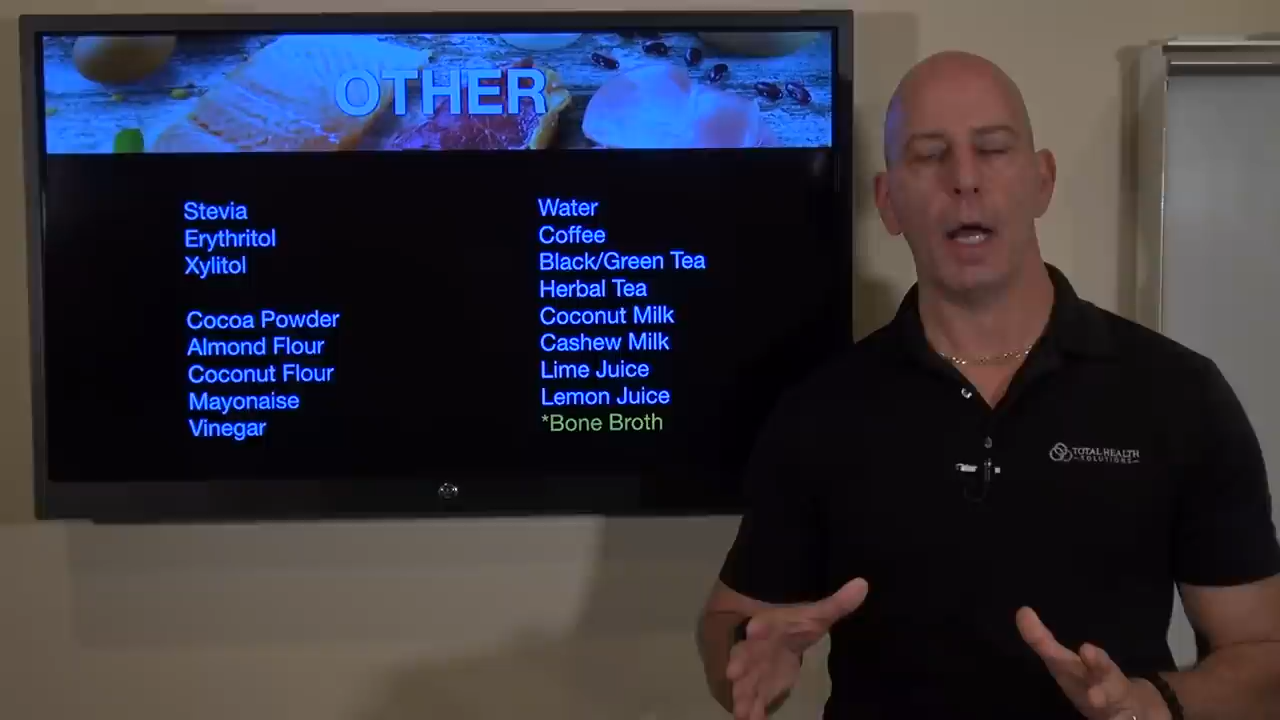 OTHER
Stevia
Erythritol
Xylitol
Cocoa Powder
Almond Flour
Coconut Flour
Mayonaise
Vinegar
Water
Coffee
Black/Green Tea
Herbal Tea
Coconut Milk
Cashew Milk
Lime Juice
Lemon Juice
*Bone Broth
TOTAL HEALTH
SOLUTIONS